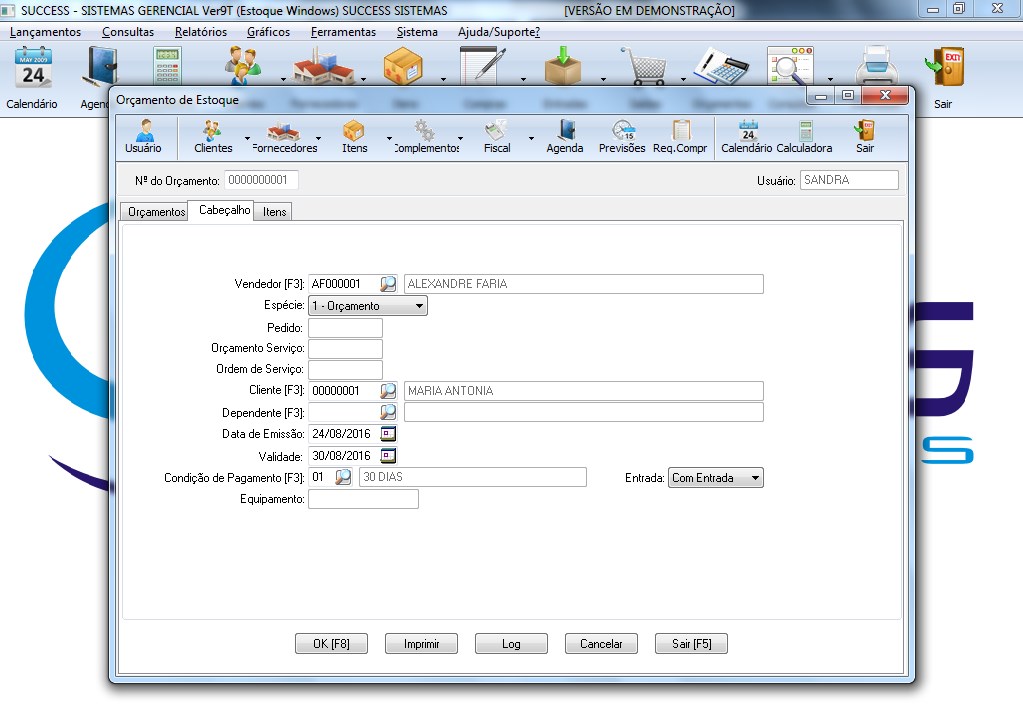 SUCCESS - SISTEMAS GERENCIAL Ver9T (Estoque Windows) SUCCESS SISTEMAS [VERSÃO EM DEMONSTRAÇÃO]
Lançamentos Consultas Relatórios Gráficos Ferramentas Sistema Ajuda/Suporte?
MAY 2009
24
EXIT
Calendário Agend Sair
Orçamento de Estoque
24
Usuário Clientes Fornecedores Itens Complementos Fiscal Agenda Previsões Req.Compr Calendário Calculadora Sair
Nº do Orçamento: 0000000001 Usuário: SANDRA
Orçamentos Cabeçalho Itens
Vendedor [F3]: AF000001 ALEXANDRE FARIA
Espécie: 1 - Orçamento
Pedido:
Orçamento Serviço:
Ordem de Serviço:
Cliente [F3]: 00000001 MARIA ANTONIA
Dependente [F3]:
Data de Emissão: 24/08/2016
Validade: 30/08/2016
Condição de Pagamento [F3]: 01 30 DIAS Entrada: Com Entrada
Equipamento:
OK [F8] Imprimir Log Cancelar Sair [F5]